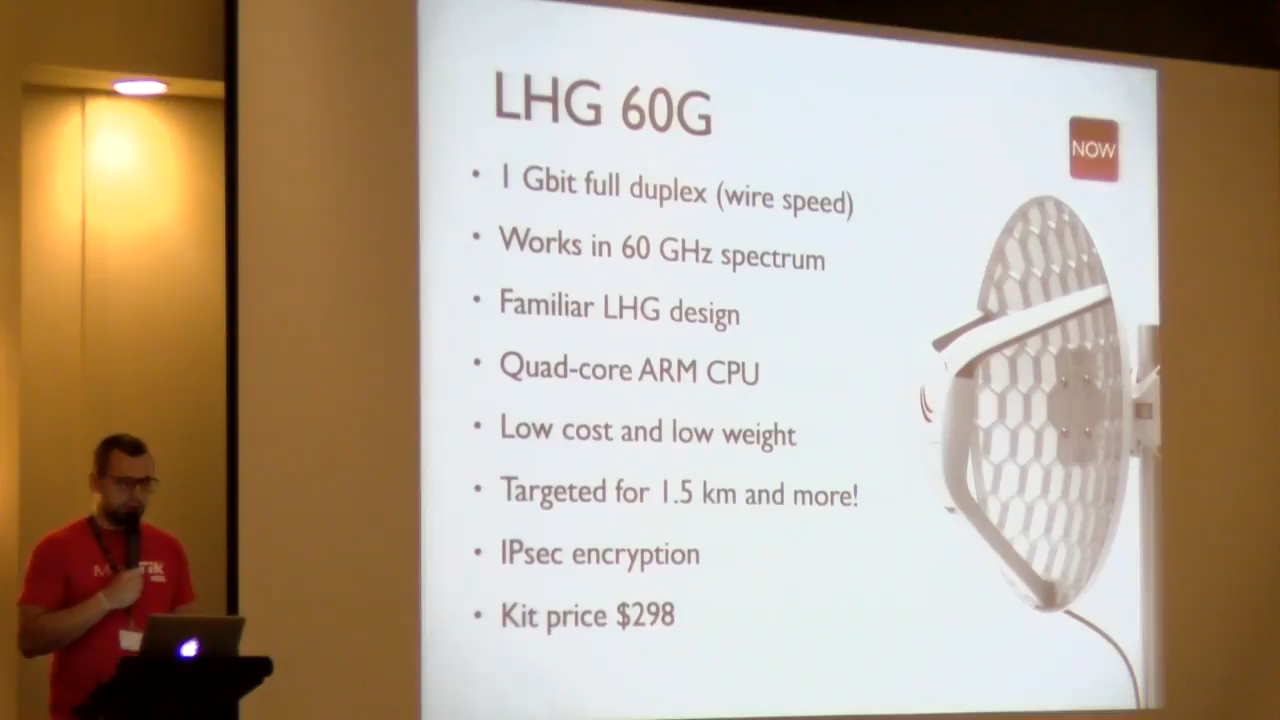 LHG 60G
NOW
• 1 Gbit full duplex (wire speed)
• Works in 60 GHz spectrum
• Familiar LHG design
• Quad-core ARM CPU
• Low cost and low weight
• Targeted for 1.5 km and more!
• IPsec encryption
• Kit price $298